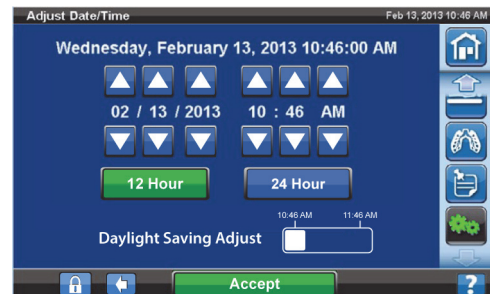 Adjust Date/Time Feb 13, 2013 10:46 AM
Wednesday, February 13, 2013 10:46:00 AM
02 / 13 / 2013 10 : 46 AM
12 Hour 24 Hour
10:46 AM 11:46 AM
Daylight Saving Adjust
Accept ?